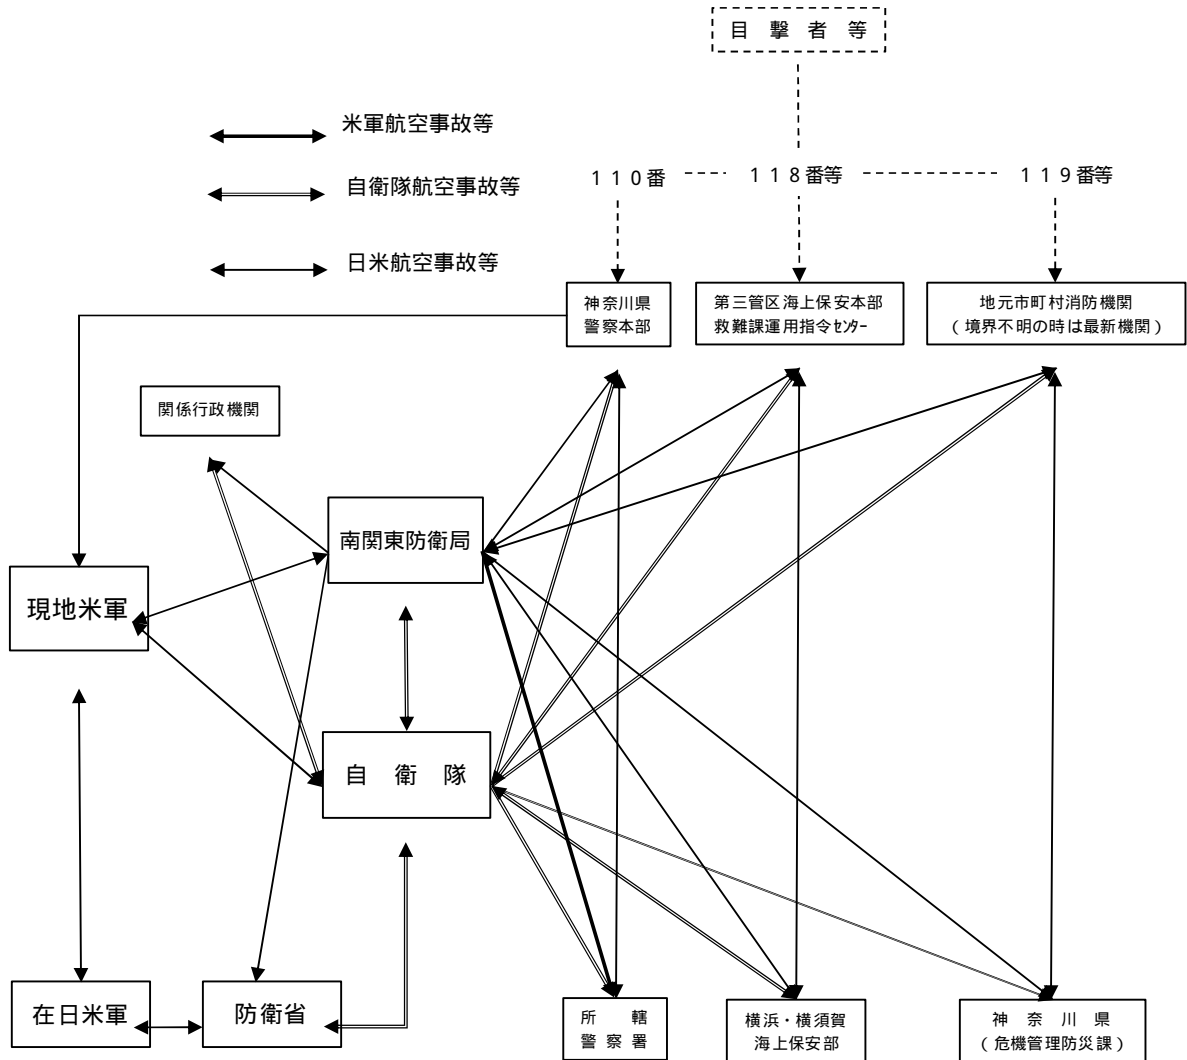 目 撃 者 等
米軍航空事故等
自衛隊航空事故等
日米航空事故等
１１０番
１１８番等
１１９番等
神奈川県
警察本部
第三管区海上保安本部
救難課運用指令ｾﾝﾀｰ
地元市町村消防機関
（境界不明の時は最新機関）
関係行政機関
南関東防衛局
現地米軍
自 衛 隊
在日米軍
防衛省
所 轄
警 察 署
横浜・横須賀
海上保安部
神 奈 川 県
（危機管理防災課）